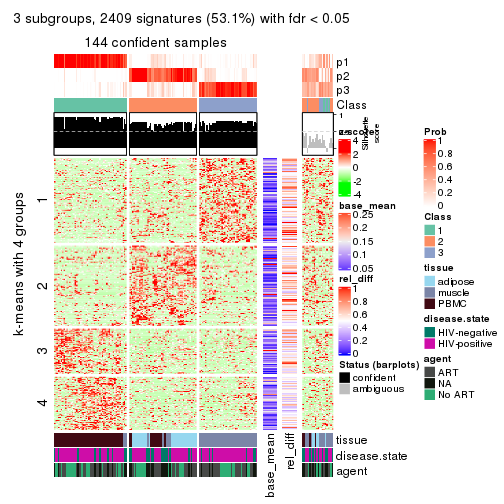 3 subgroups, 2409 signatures (53.1%) with fdr < 0.05
144 confident samples
p1
p2
p3
Class
1
Silhouette
score
k-means with 4 groups
1
2
3
4
z-score
4
2
0
-2
-4
base_mean
0.25
0.2
0.15
0.1
0.05
rel_diff
1
0.8
0.6
0.4
0.2
0
Status (barplots)
confident
ambiguous
Prob
1
0.8
0.6
0.4
0.2
0
Class
1
2
3
tissue
adipose
muscle
PBMC
disease.state
HIV-negative
HIV-positive
agent
ART
NA
No ART
tissue
disease.state
agent
base_mean
rel_diff